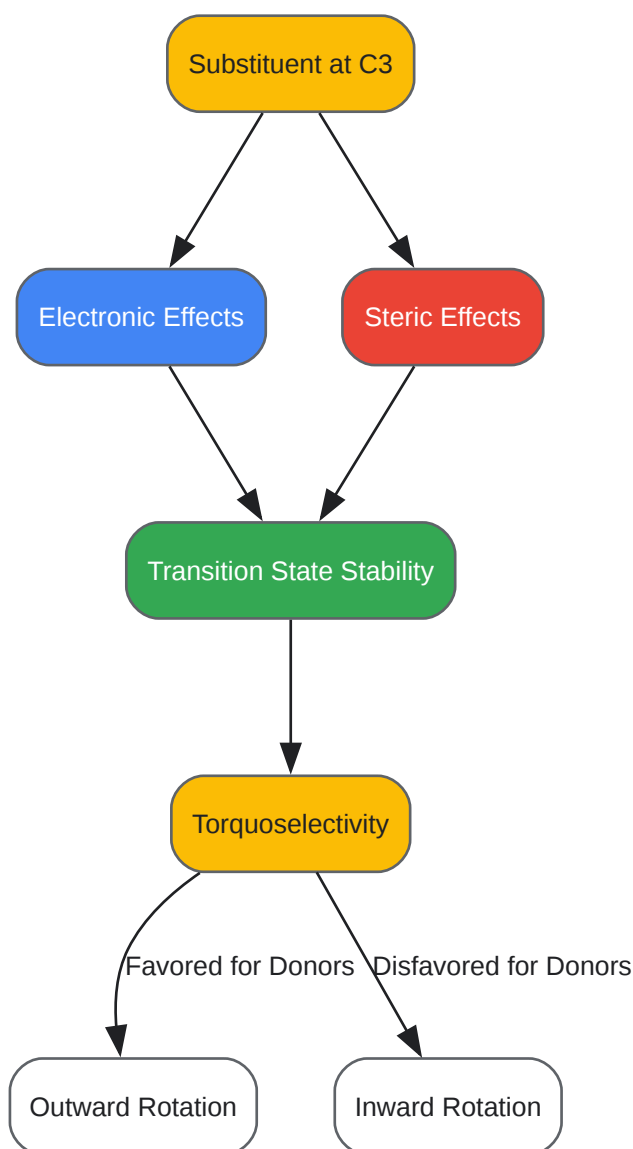 Substituent at C3
Electronic Effects
Steric Effects
Transition State Stability
Torquoselectivity
Favored for Donors
Disfavored for Donors
Outward Rotation
Inward Rotation